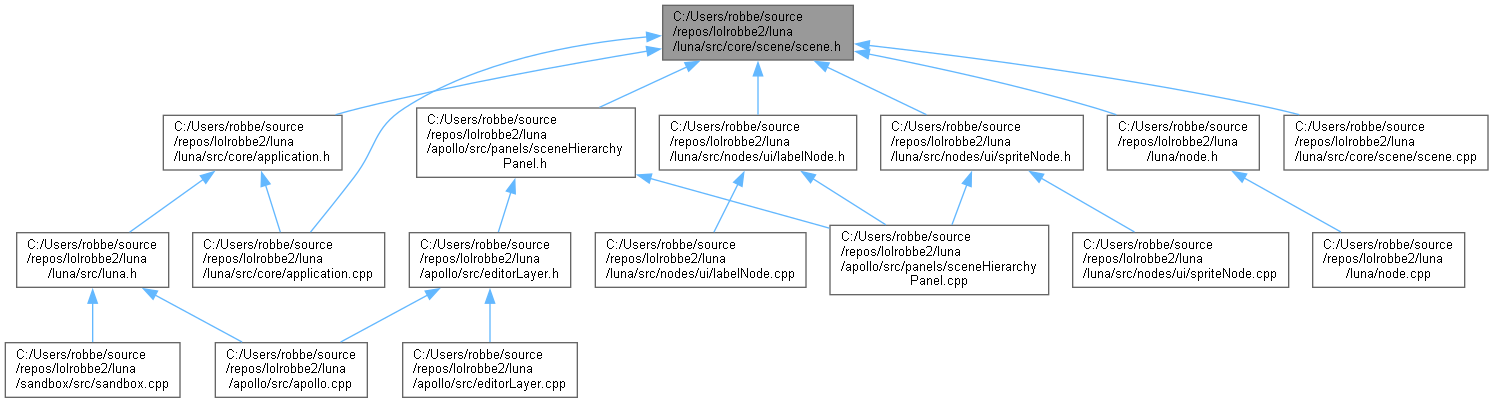 C:/Users/robbe/source
/repos/lolrobbe2/luna
/luna/src/core/scene/scene.h
C:/Users/robbe/source
/repos/lolrobbe2/luna
/luna/src/core/application.h
C:/Users/robbe/source
/repos/lolrobbe2/luna
/apollo/src/panels/sceneHierarchy
Panel.h
C:/Users/robbe/source
/repos/lolrobbe2/luna
/luna/src/nodes/ui/labelNode.h
C:/Users/robbe/source
/repos/lolrobbe2/luna
/luna/src/nodes/ui/spriteNode.h
C:/Users/robbe/source
/repos/lolrobbe2/luna
/luna/node.h
C:/Users/robbe/source
/repos/lolrobbe2/luna
/luna/src/core/scene/scene.cpp
C:/Users/robbe/source
/repos/lolrobbe2/luna
/luna/src/luna.h
C:/Users/robbe/source
/repos/lolrobbe2/luna
/luna/src/core/application.cpp
C:/Users/robbe/source
/repos/lolrobbe2/luna
/apollo/src/editorLayer.h
C:/Users/robbe/source
/repos/lolrobbe2/luna
/luna/src/nodes/ui/labelNode.cpp
C:/Users/robbe/source
/repos/lolrobbe2/luna
/apollo/src/panels/sceneHierarchy
Panel.cpp
C:/Users/robbe/source
/repos/lolrobbe2/luna
/luna/src/nodes/ui/spriteNode.cpp
C:/Users/robbe/source
/repos/lolrobbe2/luna
/luna/node.cpp
C:/Users/robbe/source
/repos/lolrobbe2/luna
/sandbox/src/sandbox.cpp
C:/Users/robbe/source
/repos/lolrobbe2/luna
/apollo/src/apollo.cpp
C:/Users/robbe/source
/repos/lolrobbe2/luna
/apollo/src/editorLayer.cpp